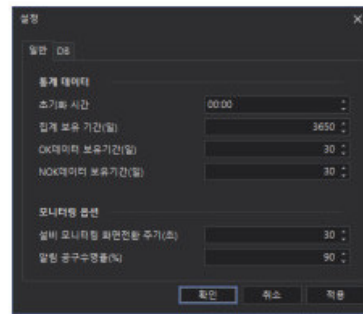 설정
일반 DB
통계 데이터
초기화 시간 00:00
집계 보유 기간(일) 3650
OK데이터 보유기간(일) 30
NOK데이터 보유기간(일) 30
모니터링 옵션
설비 모니터링 화면전환 주기(초) 30
알림 공구수명율(%) 90
확인 취소 적용